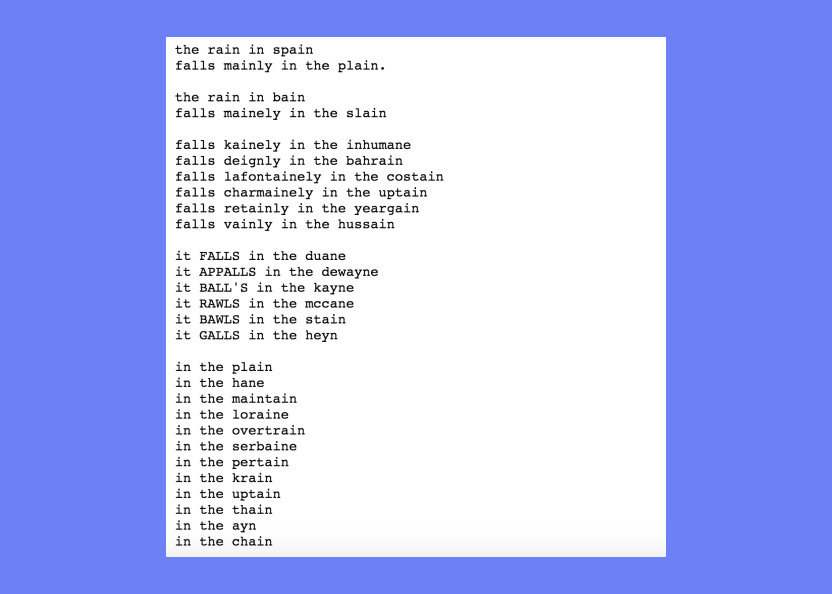 the rain in spain
falls mainly in the plain.
the rain in bain
falls mainely in the slain
falls kainely in the inhumane
falls deignly in the bahrain
falls lafontainely in the costain
falls charmainely in the uptain
falls retainly in the yeargain
falls vainly in the hussain
it FALLS in the duane
it APPALLS in the dewayne
it BALL'S in the kayne
it RAWLS in the mccane
it BAWLS in the stain
it GALLS in the heyn
in the plain
in the hane
in the maintain
in the loraine
in the overtrain
in the serbaine
in the pertain
in the krain
in the uptain
in the thain
in the ayn
in the chain